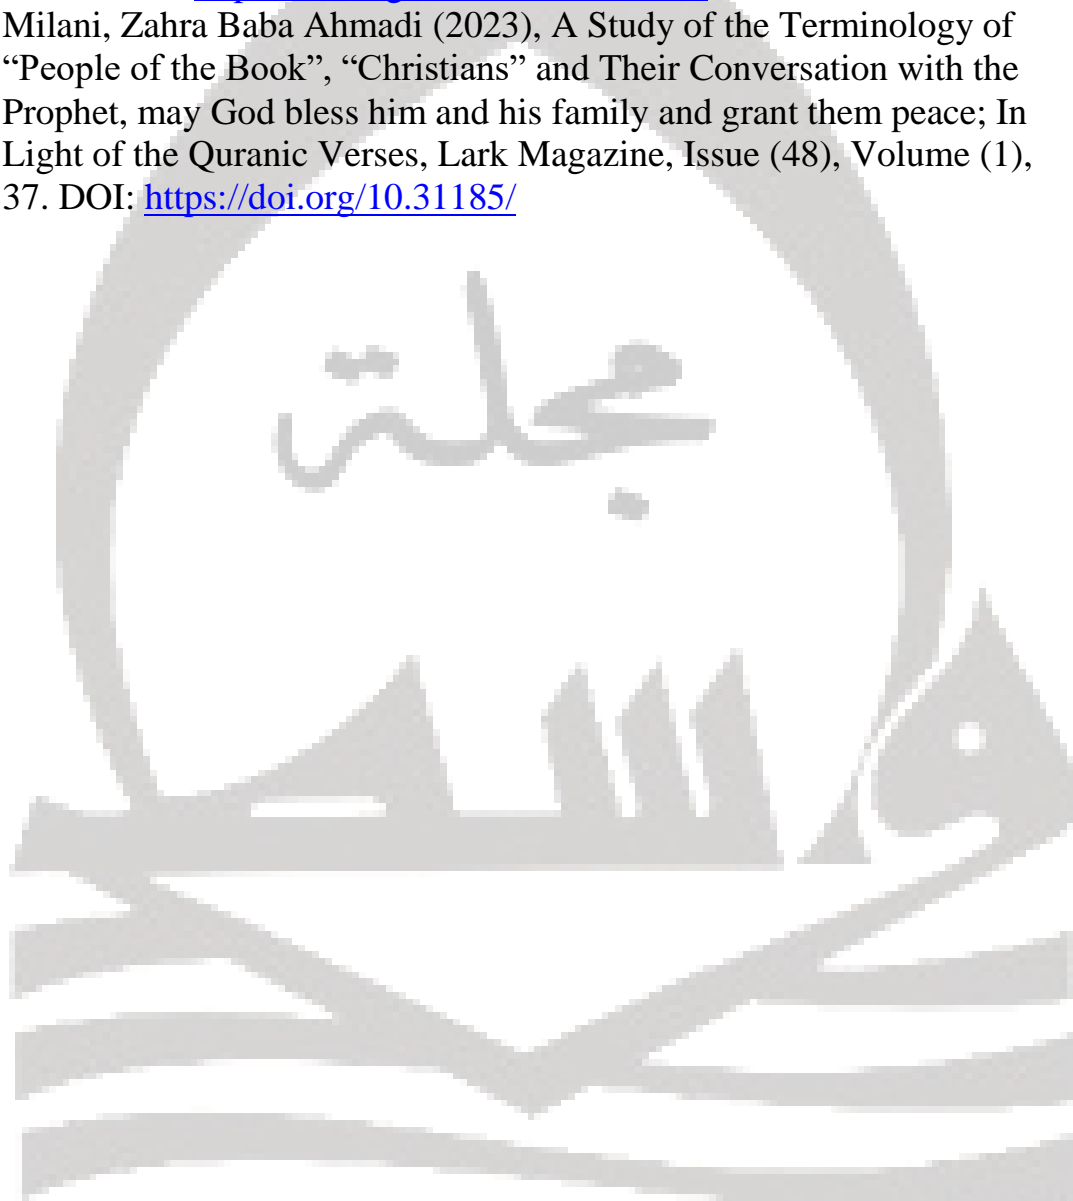 Milani, Zahra Baba Ahmadi (2023), A Study of the Terminology of
“People of the Book”, “Christians” and Their Conversation with the
Prophet, may God bless him and his family and grant them peace; In
Light of the Quranic Verses, Lark Magazine, Issue (48), Volume (1),
37. DOI: https://doi.org/10.31185/
مجلة